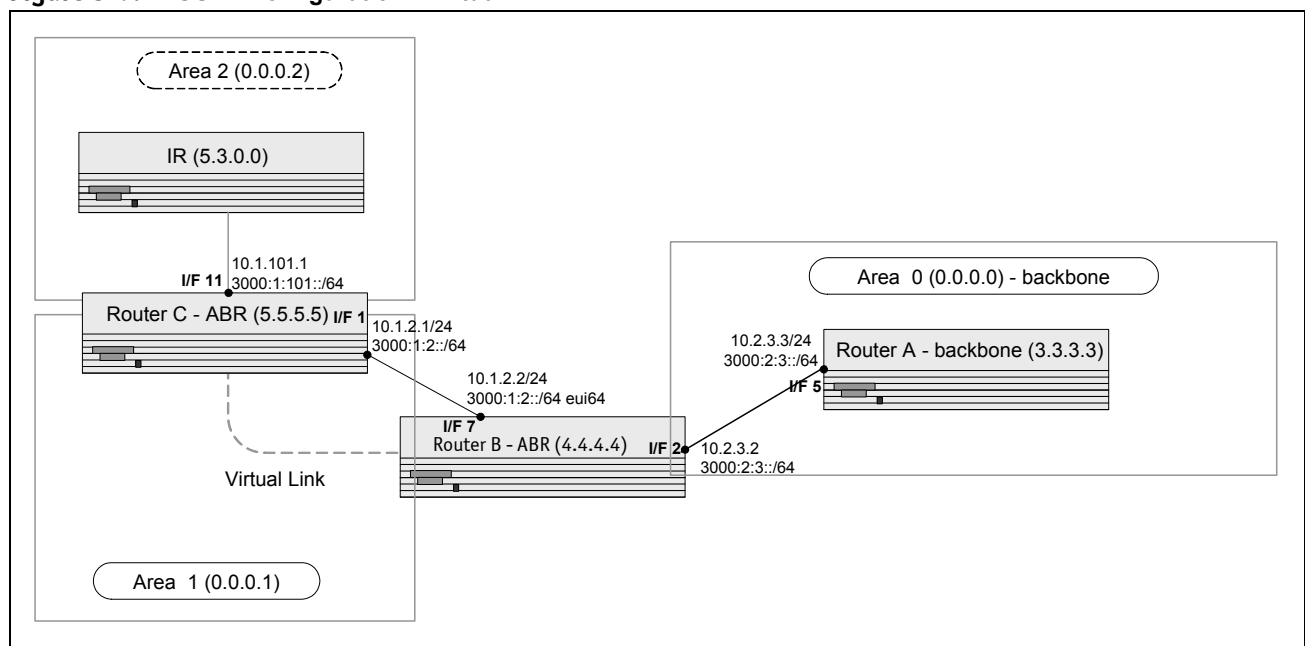 Area 2 (0.0.0.2)
IR (5.3.0.0)
10.1.101.1
I/F 11
3000:1:101::/64
Router C - ABR (5.5.5.5)
I/F 1
10.1.2.1/24
3000:1:2::/64
10.1.2.2/24
3000:1:2::/64 eui64
I/F 7
Router B - ABR (4.4.4.4)
I/F 2
10.2.3.2
3000:2:3::/64
Area 0 (0.0.0.0) - backbone
10.2.3.3/24
3000:2:3::/64
I/F 5
Router A - backbone (3.3.3.3)
Virtual Link
Area 1 (0.0.0.1)